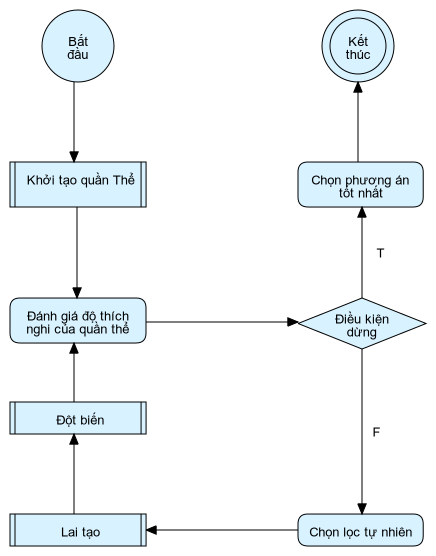 Bất
đầu
Kết
thúc
Khởi tạo quần Thể
Chọn phương án
tốt nhất
T
Đánh giá độ thích
nghi của quần thể
Điều kiện
dừng
Đột biến
F
Lai tạo
Chọn lọc tự nhiên